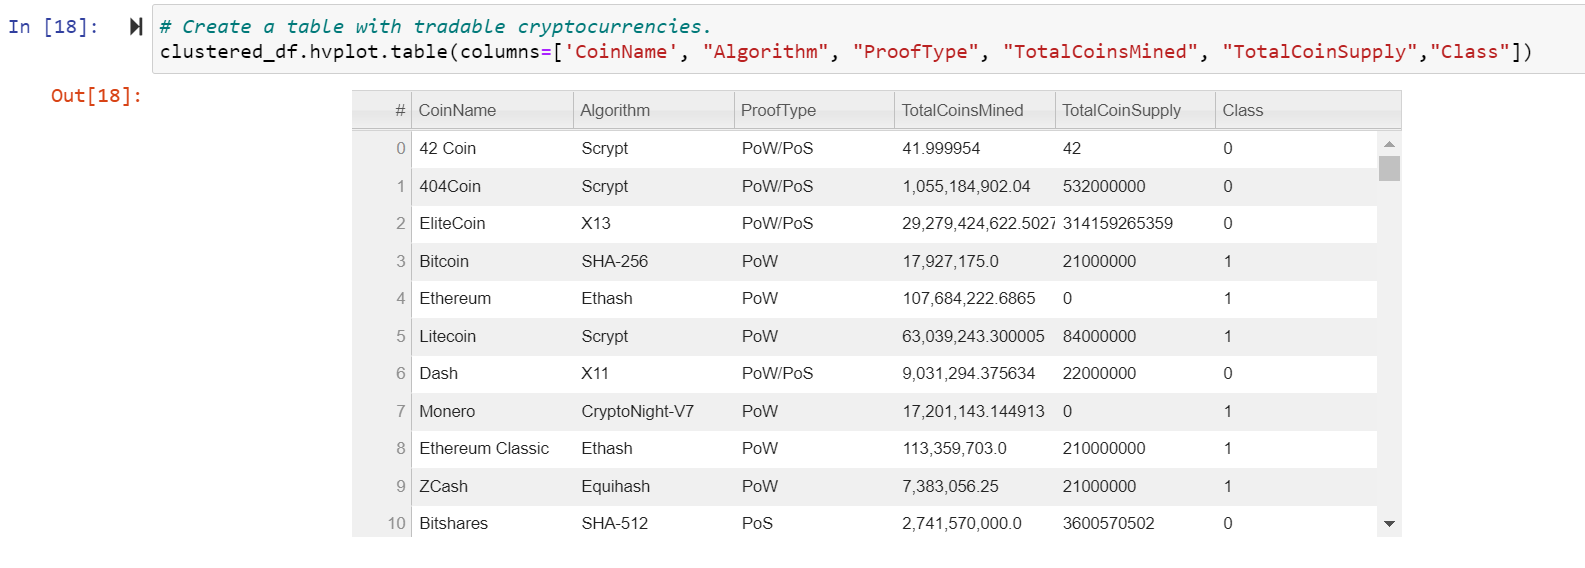 In [18]:
# Create a table with tradable cryptocurrencies.
clustered_df.hvplot.table(columns=['CoinName', "Algorithm", "ProofType", "TotalCoinsMined", "TotalCoinSupply","Class"])
Out[18]:
# CoinName Algorithm ProofType TotalCoinsMined TotalCoinSupply Class
0 42 Coin Scrypt PoW/PoS 41.999954 42 0
1 404Coin Scrypt PoW/PoS 1,055,184,902.04 532000000 0
2 EliteCoin X13 PoW/PoS 29,279,424,622.5027 314159265359 0
3 Bitcoin SHA-256 PoW 17,927,175.0 21000000 1
4 Ethereum Ethash PoW 107,684,222.6865 0 1
5 Litecoin Scrypt PoW 63,039,243.300005 84000000 1
6 Dash X11 PoW/PoS 9,031,294.375634 22000000 0
7 Monero CryptoNight-V7 PoW 17,201,143.144913 0 1
8 Ethereum Classic Ethash PoW 113,359,703.0 210000000 1
9 ZCash Equihash PoW 7,383,056.25 21000000 1
10 Bitshares SHA-512 PoS 2,741,570,000.0 3600570502 0